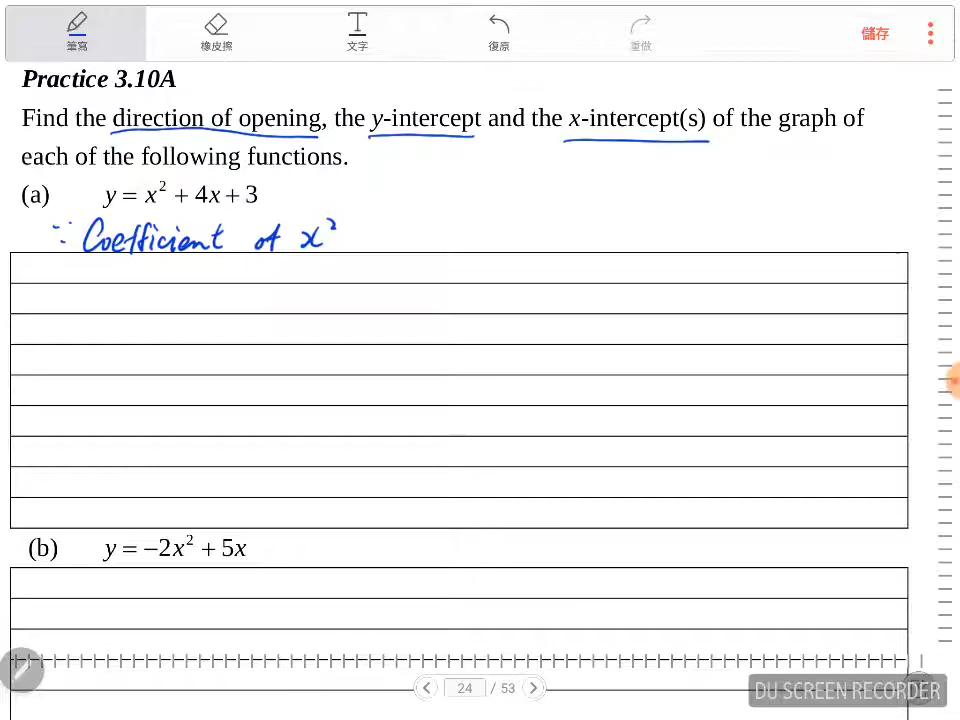 筆寫 橡皮擦 文字 復原 重做 儲存
Practice 3.10A
Find the direction of opening, the y-intercept and the x-intercept(s) of the graph of
each of the following functions.
(a) y = x² + 4x + 3
∵ Coefficient of x²
(b) y = −2x² + 5x
24 / 53
DU SCREEN RECORDER